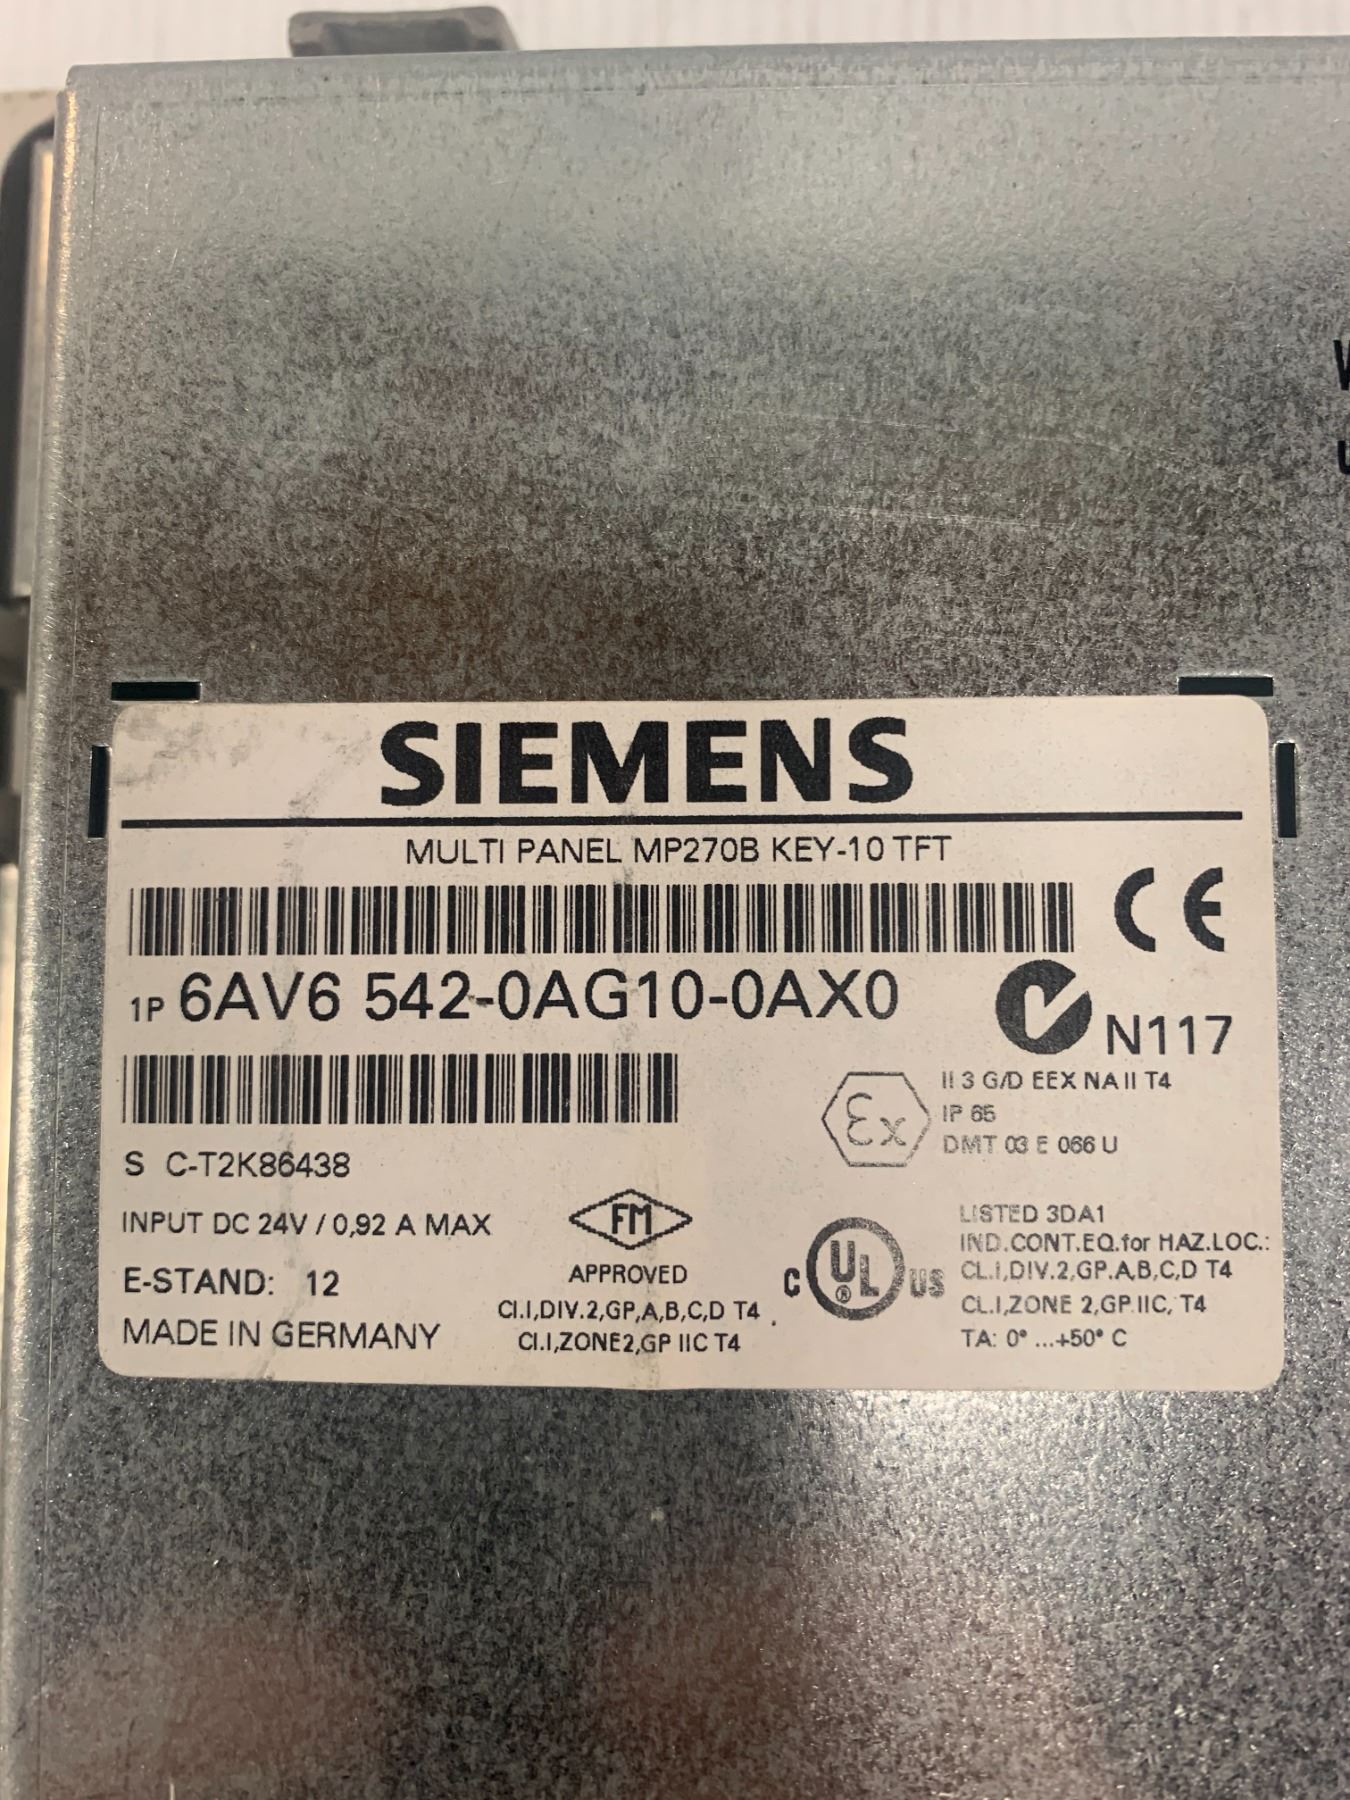 SIEMENS
MULTI PANEL MP270B KEY-10 TFT
CE
1P 6AV6 542-0AG10-0AX0
N117
S C-T2K86438
Ex
II 3 G/D EEX NA II T4
IP 65
DMT 03 E 066 U
INPUT DC 24V / 0,92 A MAX
E-STAND: 12
MADE IN GERMANY
FM
APPROVED
Cl.I,DIV.2,GP,A,B,C,D T4
Cl.I,ZONE2,GP IIC T4
C UL ® US
LISTED 3DA1
IND.CONT.EQ.for HAZ.LOC.:
CL.I,DIV.2,GP.A,B,C,D T4
CL.I,ZONE 2,GP.IIC, T4
TA: 0° ...+50° C